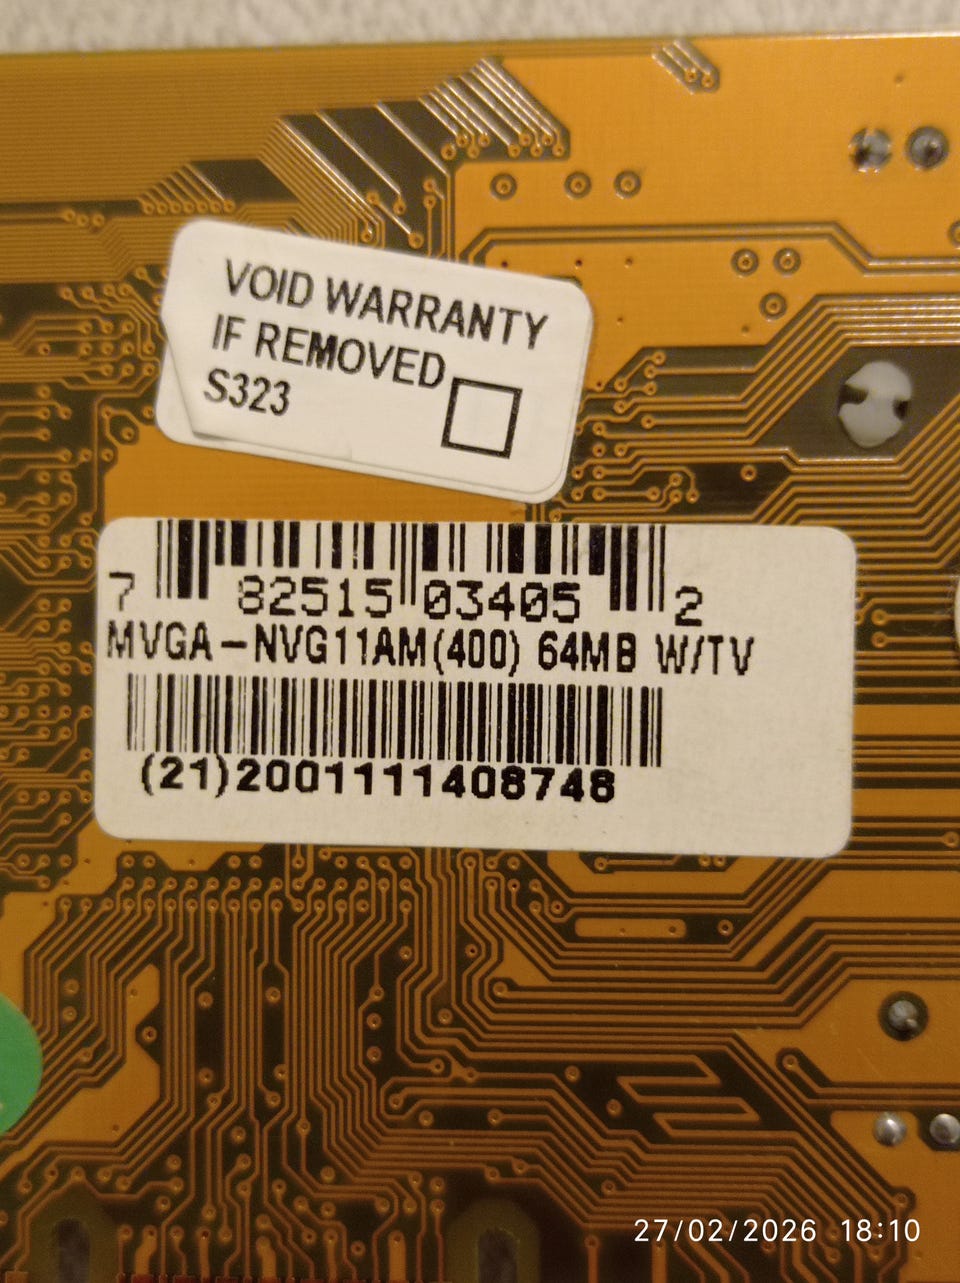 VOID WARRANTY
IF REMOVED
S323
7 82515 03405 2
MVGA-NVG11AM(400) 64MB W/TV
(21)2001111408748
27/02/2026 18:10